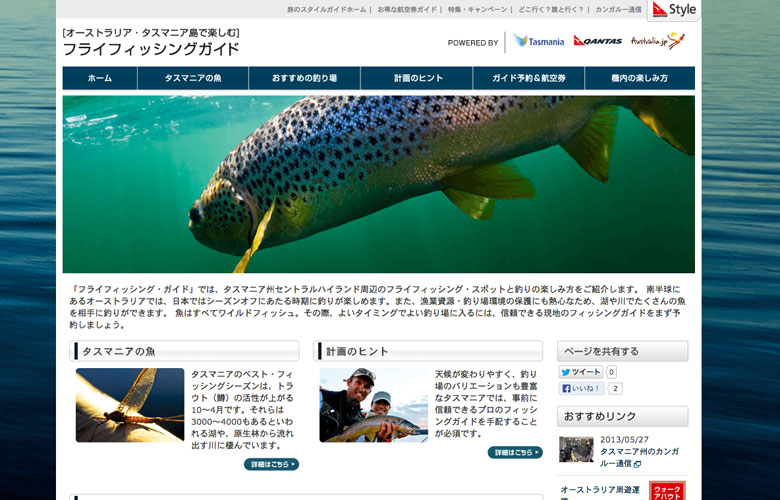 旅のスタイルガイドホーム | お得な航空券ガイド | 特集・キャンペーン | どこ行く?誰と行く? | カンガルー通信
Style
[オーストラリア・タスマニア島で楽しむ]
フライフィッシングガイド
POWERED BY Tasmania QANTAS Australia.jp
ホーム タスマニアの魚 おすすめの釣り場 計画のヒント ガイド予約&航空券 機内の楽しみ方
「フライフィッシング・ガイド」では、タスマニア州セントラルハイランド周辺のフライフィッシング・スポットと釣りの楽しみ方をご紹介します。 南半球に
あるオーストラリアでは、日本ではシーズンオフにあたる時期に釣りが楽しめます。また、漁業資源・釣り場環境の保護にも熱心なため、湖や川でたくさんの魚
を相手に釣りができます。 魚はすべてワイルドフィッシュ。その際、よいタイミングでよい釣り場に入るには、信頼できる現地のフィッシングガイドをまず予
約しましょう。
タスマニアの魚
タスマニアのベスト・フィ
ッシングシーズンは、トラ
ウト(鱒)の活性が上がる
10〜4月です。それらは
3000〜4000もあるといわ
れる湖や、原生林から流れ
出す川に棲んでいます。
詳細はこちら
計画のヒント
天候が変わりやすく、釣り
場のバリエーションも豊富
なタスマニアでは、事前に
信頼できるプロのフィッシ
ングガイドを手配すること
が必須です。
詳細はこちら
ページを共有する
ツイート 0
いいね! 2
おすすめリンク
2013/05/27
タスマニア州のカンガ
ルー通信
オーストラリア周遊運
ウォーク
アバウト